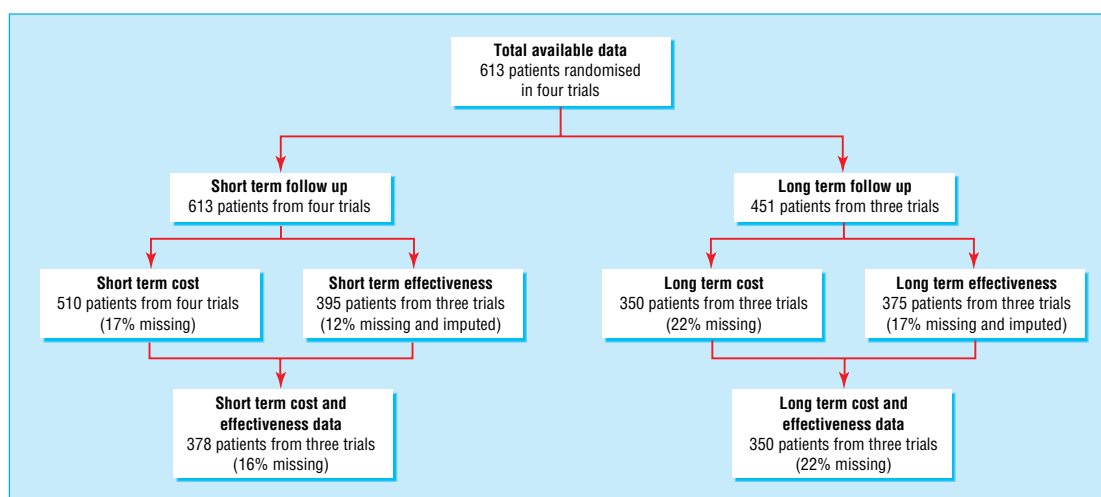 Total available data
613 patients randomised
in four trials
Short term follow up
613 patients from four trials
Long term follow up
451 patients from three trials
Short term cost
510 patients from four trials
(17% missing)
Short term effectiveness
395 patients from three trials
(12% missing and imputed)
Long term cost
350 patients from three trials
(22% missing)
Long term effectiveness
375 patients from three trials
(17% missing and imputed)
Short term cost and
effectiveness data
378 patients from three trials
(16% missing)
Long term cost and
effectiveness data
350 patients from three trials
(22% missing)